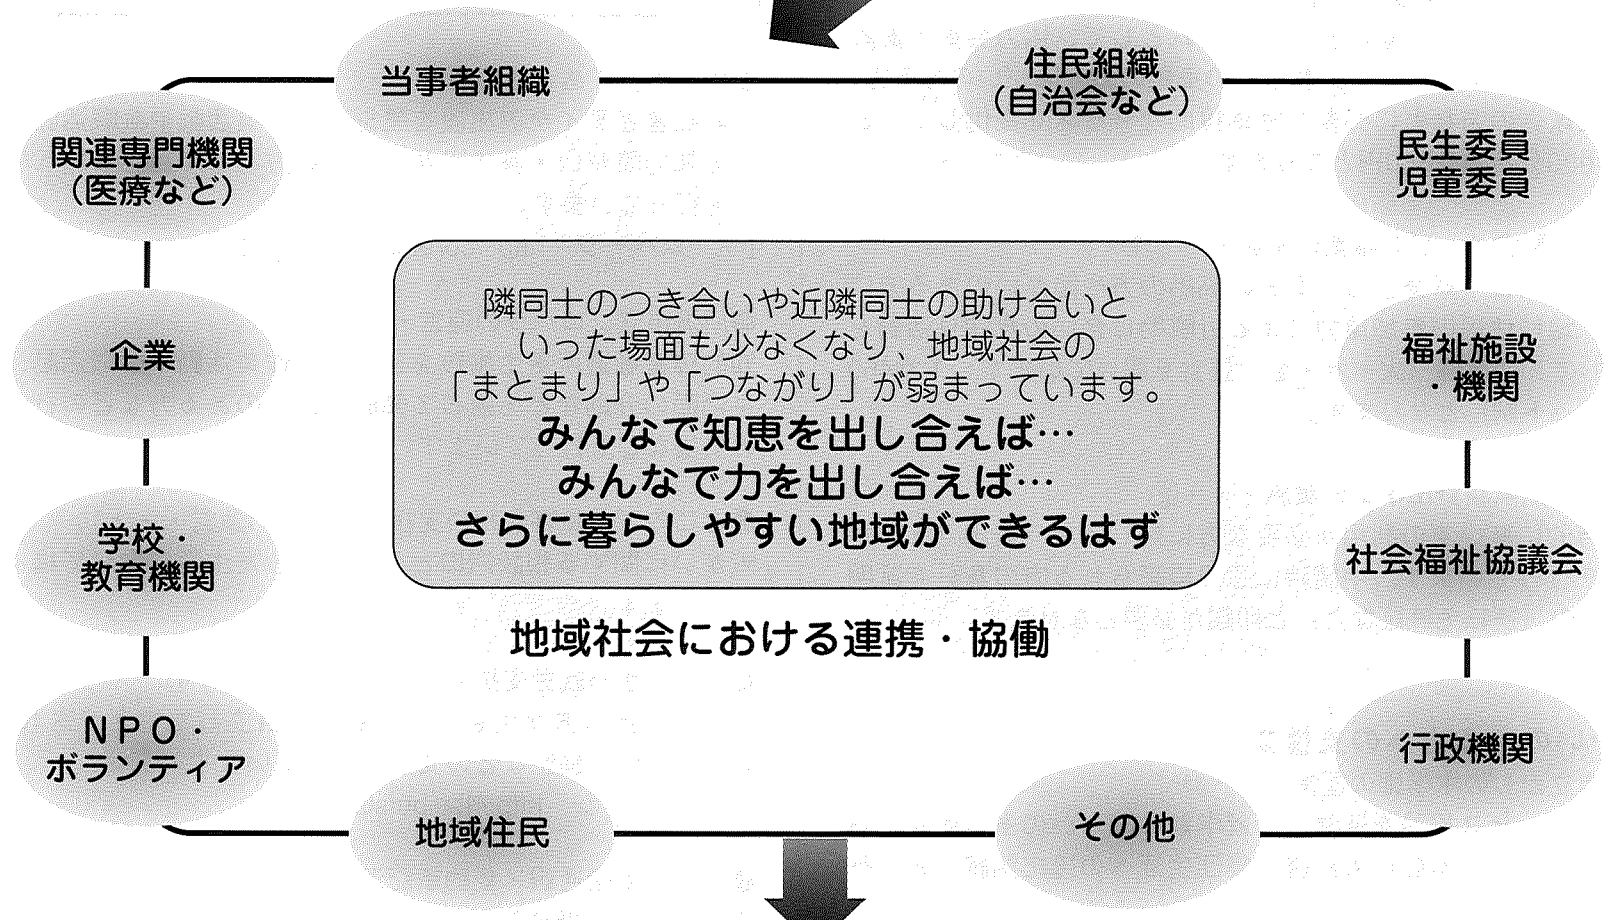 当事者組織
住民組織
（自治会など）
関連専門機関
（医療など）
民生委員
児童委員
企業
福祉施設
・機関
学校・
教育機関
社会福祉協議会
ＮＰＯ・
ボランティア
行政機関
地域住民
その他
隣同士のつき合いや近隣同士の助け合いと
いった場面も少なくなり、地域社会の
「まとまり」や「つながり」が弱まっています。
みんなで知恵を出し合えば…
みんなで力を出し合えば…
さらに暮らしやすい地域ができるはず
地域社会における連携・協働